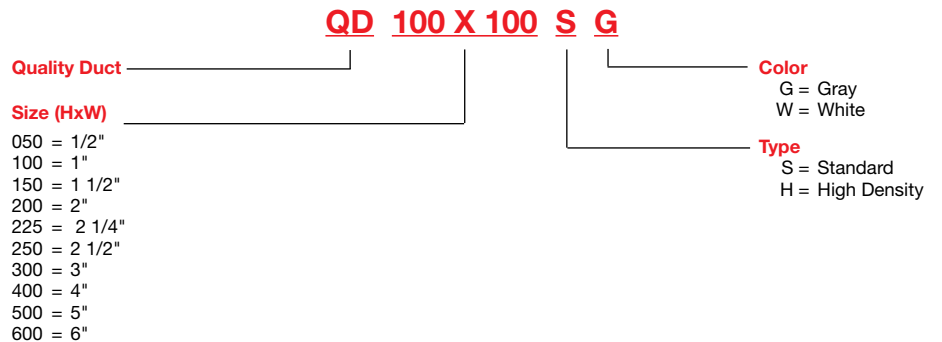 QD 100 X 100 S G
Quality Duct
Size (HxW)
050 = 1/2"
100 = 1"
150 = 1 1/2"
200 = 2"
225 = 2 1/4"
250 = 2 1/2"
300 = 3"
400 = 4"
500 = 5"
600 = 6"
Color
G = Gray
W = White
Type
S = Standard
H = High Density